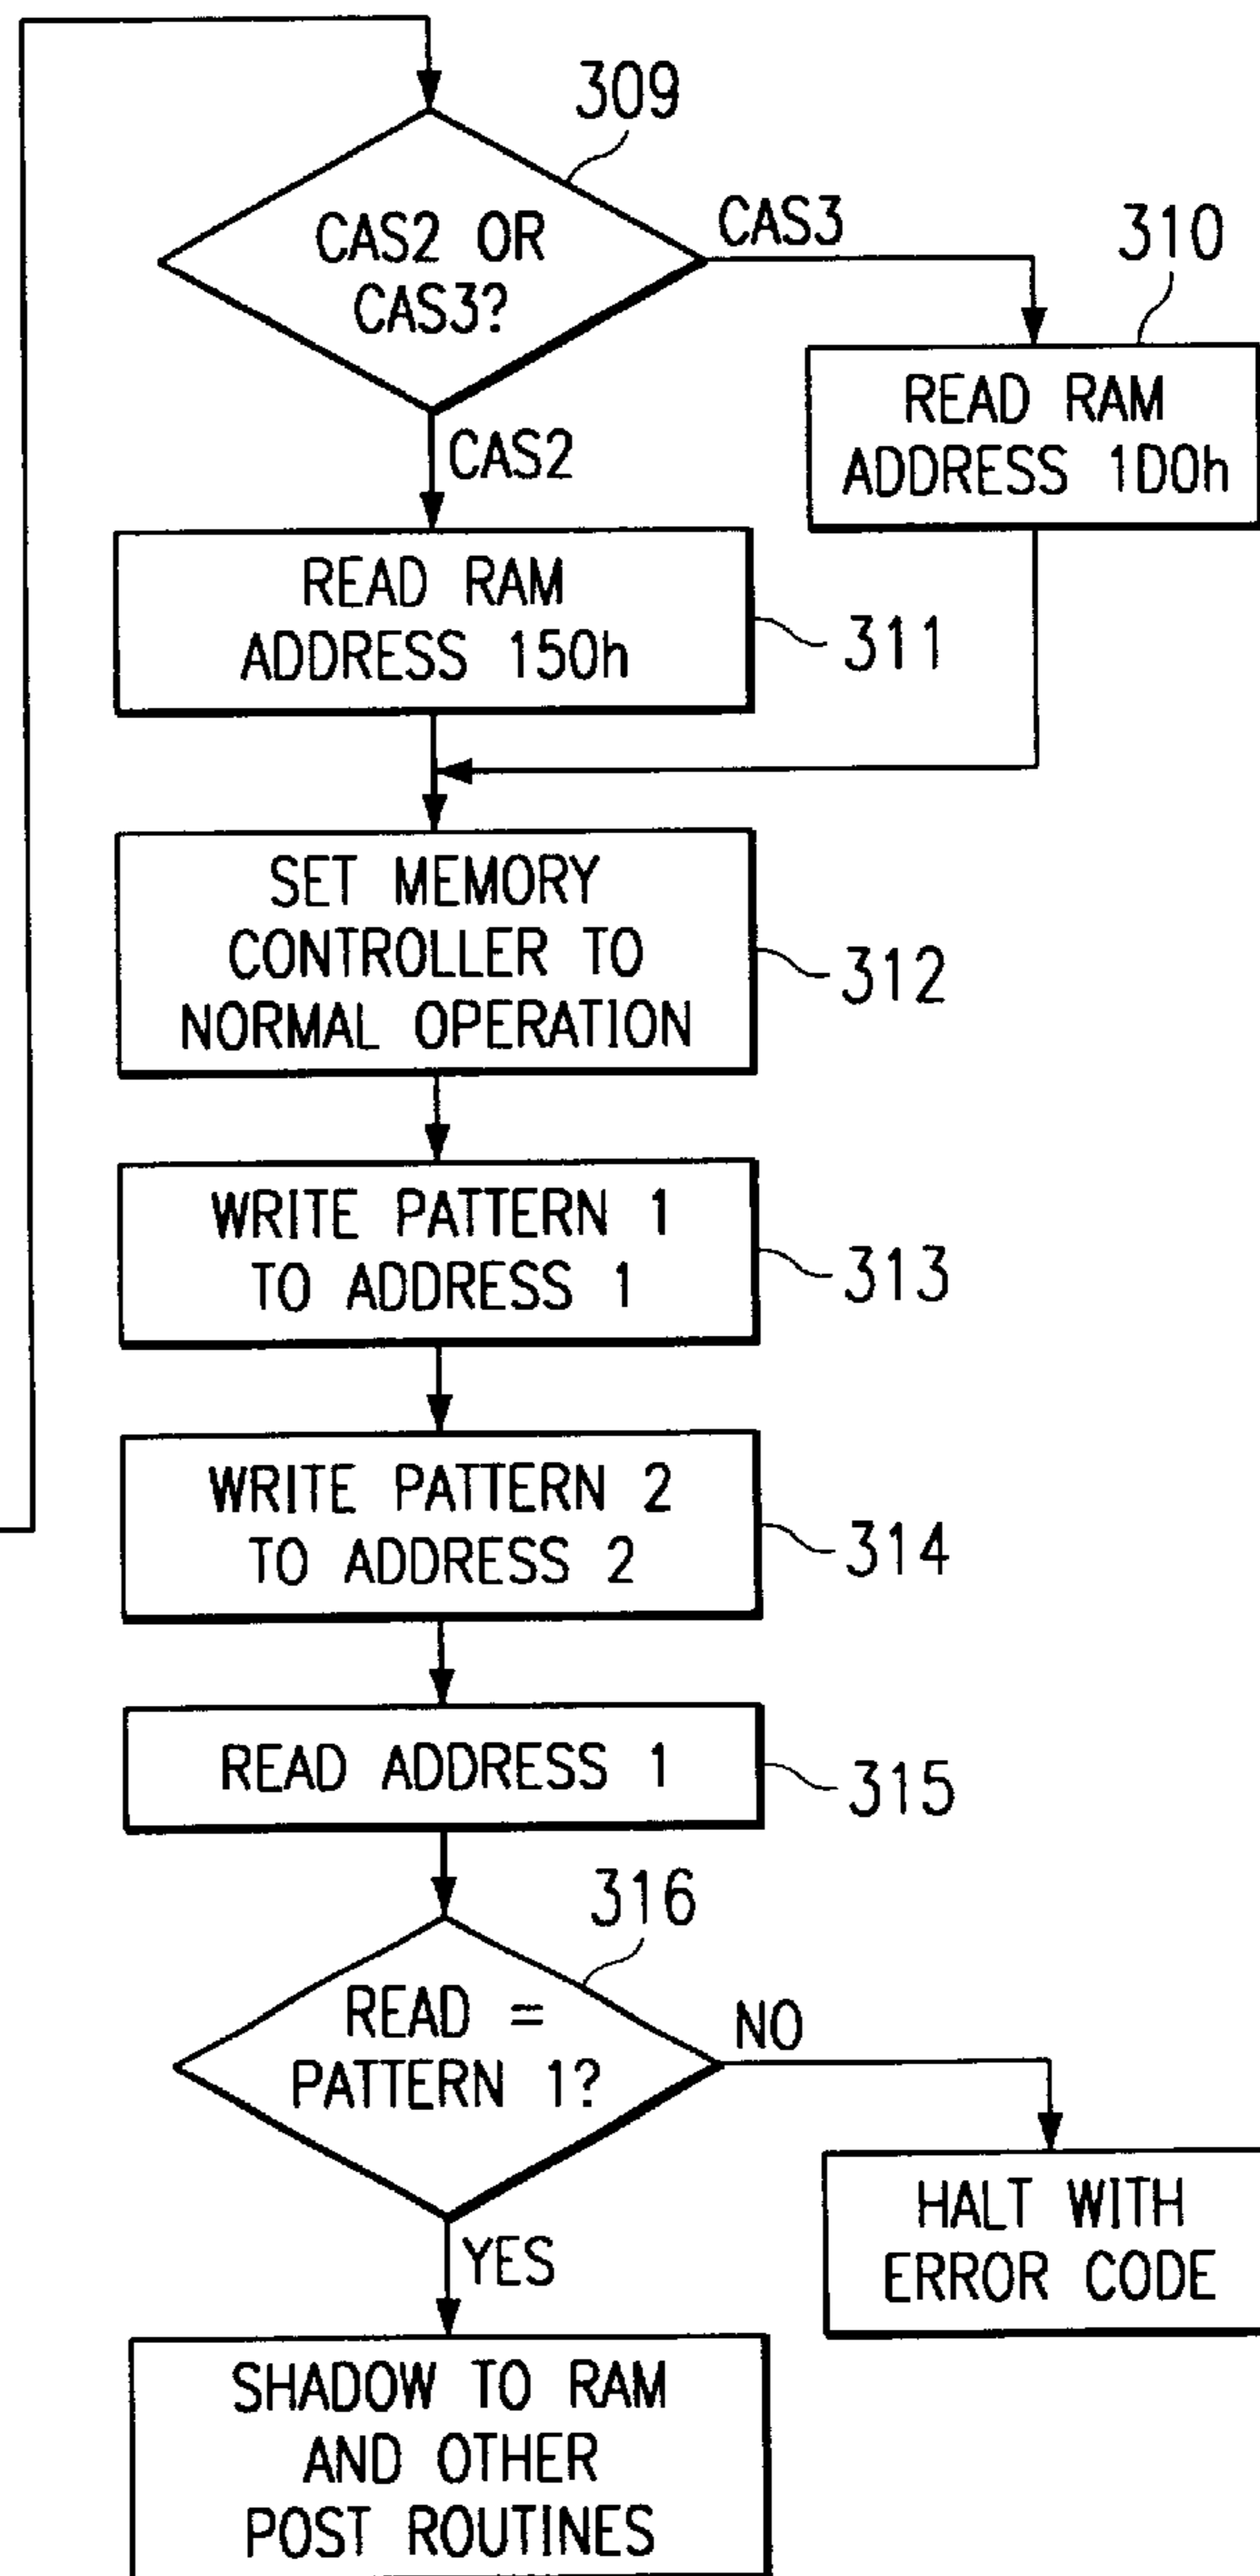 309
CAS2 OR
CAS3?
CAS3
310
READ RAM
ADDRESS 1D0h
CAS2
READ RAM
ADDRESS 150h
311
SET MEMORY
CONTROLLER TO
NORMAL OPERATION
312
WRITE PATTERN 1
TO ADDRESS 1
313
WRITE PATTERN 2
TO ADDRESS 2
314
READ ADDRESS 1
315
316
READ =
PATTERN 1?
NO
HALT WITH
ERROR CODE
YES
SHADOW TO RAM
AND OTHER
POST ROUTINES